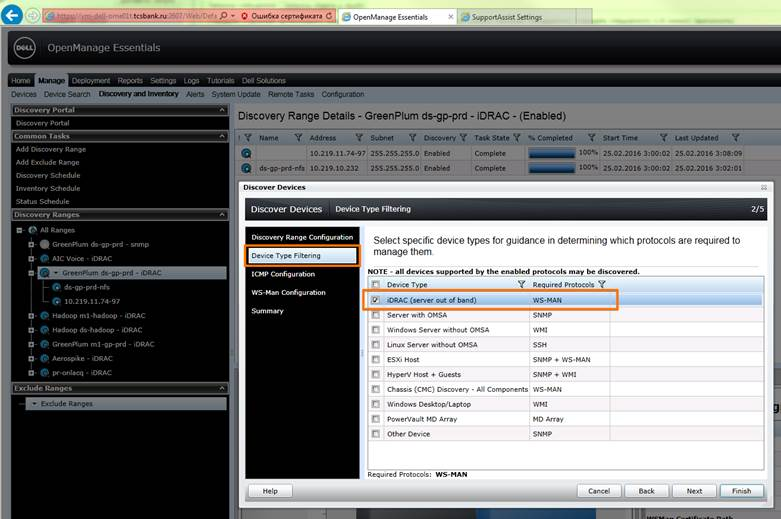 https://vm-dell-ome01.tcsbank.ru:2607/Web/Defa
Ошибка сертификата
OpenManage Essentials
SupportAssist Settings
DELL
OpenManage Essentials
Home Manage Deployment Reports Settings Logs Tutorials Dell Solutions
Devices Device Search Discovery and Inventory Alerts System Update Remote Tasks Configuration
Discovery Portal
Discovery Portal
Common Tasks
Add Discovery Range
Add Exclude Range
Discovery Schedule
Inventory Schedule
Status Schedule
Discovery Ranges
All Ranges
GreenPlum ds-gp-prd - snmp
AIC Voice - iDRAC
GreenPlum ds-gp-prd - iDRAC
ds-gp-prd-nfs
10.219.11.74-97
Hadoop m1-hadoop - iDRAC
Hadoop ds-hadoop - iDRAC
GreenPlum m1-gp-prd - iDRAC
Aerospike - iDRAC
pr-onlacq - iDRAC
Exclude Ranges
Exclude Ranges
Discovery Range Details - GreenPlum ds-gp-prd - iDRAC - (Enabled)
! Name Address Subnet Discovery Task State % Completed Start Time Last Updated
10.219.11.74-97 255.255.255.0 Enabled Complete 100% 25.02.2016 3:00:02 25.02.2016 3:08:09
ds-gp-prd-nfs 10.219.10.232 255.255.255.0 Enabled Complete 100% 25.02.2016 3:00:02 25.02.2016 3:02:01
Discover Devices
Discover Devices Device Type Filtering 2/5
Discovery Range Configuration
Device Type Filtering
ICMP Configuration
WS-Man Configuration
Summary
Select specific device types for guidance in determining which protocols are required to
manage them.
NOTE - all devices supported by the enabled protocols may be discovered.
Device Type Required Protocols
iDRAC (server out of band) WS-MAN
Server with OMSA SNMP
Windows Server without OMSA WMI
Linux Server without OMSA SSH
ESXi Host SNMP + WS-MAN
HyperV Host + Guests SNMP + WMI
Chassis (CMC) Discovery - All Components WS-MAN
Windows Desktop/Laptop WMI
PowerVault MD Array MD Array
Other Device SNMP
Required Protocols: WS-MAN
Help Cancel Back Next Finish
WSMan Certificate Path